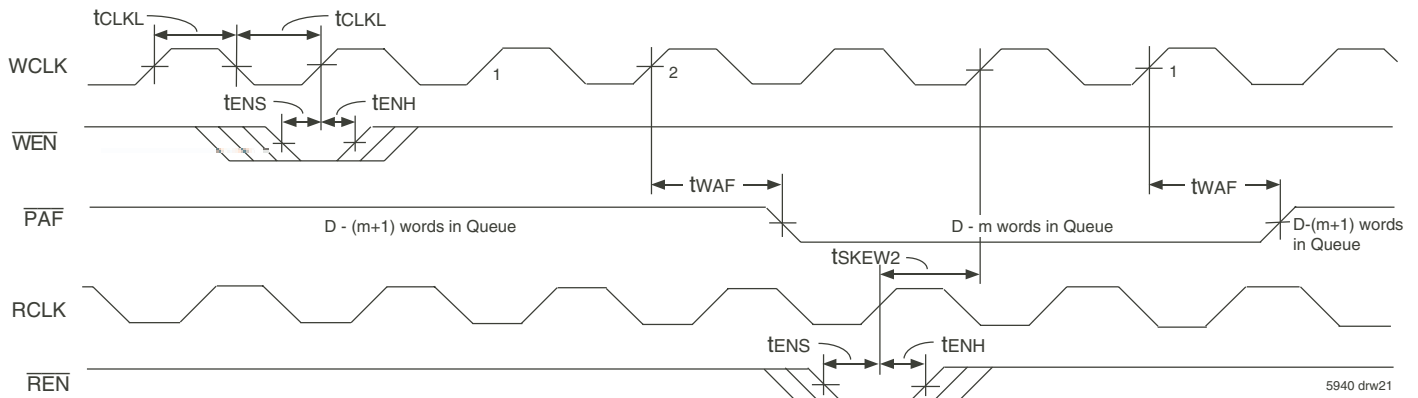 tCLKL tCLKL
WCLK 1 2 1
tENS tENH
WEN
tWAF tWAF
PAF
D - (m+1) words in Queue D - m words in Queue D-(m+1) words
in Queue
tSKEW2
RCLK
tENS tENH
REN
5940 drw21